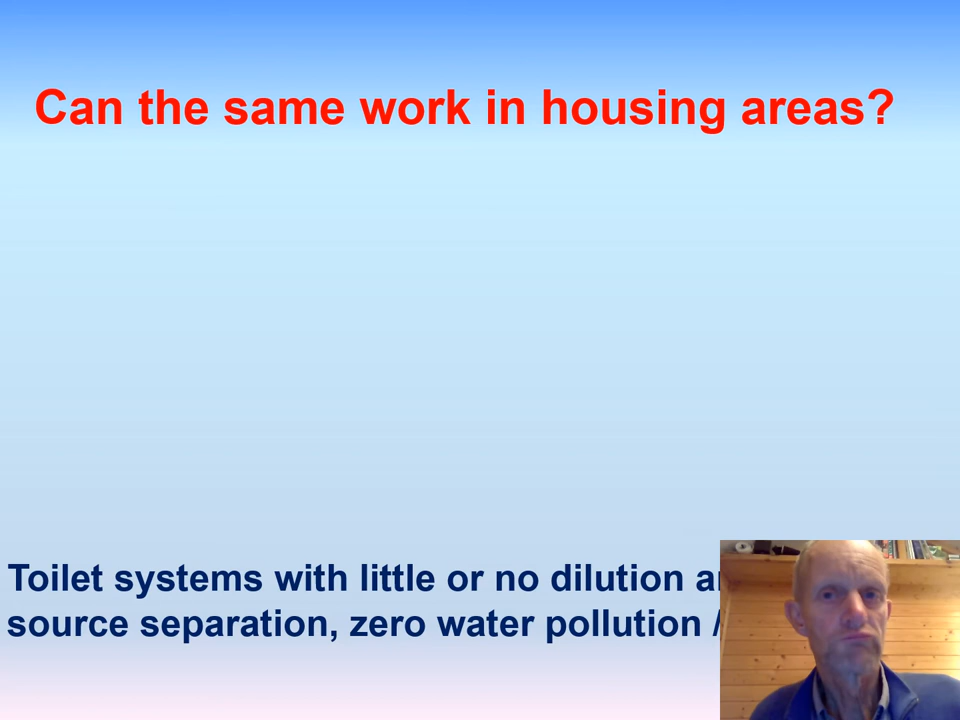 Can the same work in housing areas?
Toilet systems with little or no dilution
source separation, zero water pollution /